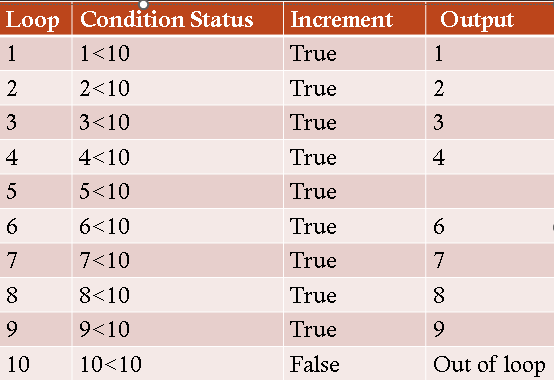 Loop Condition Status Increment Output
1 1<10 True 1
2 2<10 True 2
3 3<10 True 3
4 4<10 True 4
5 5<10 True
6 6<10 True 6
7 7<10 True 7
8 8<10 True 8
9 9<10 True 9
10 10<10 False Out of loop